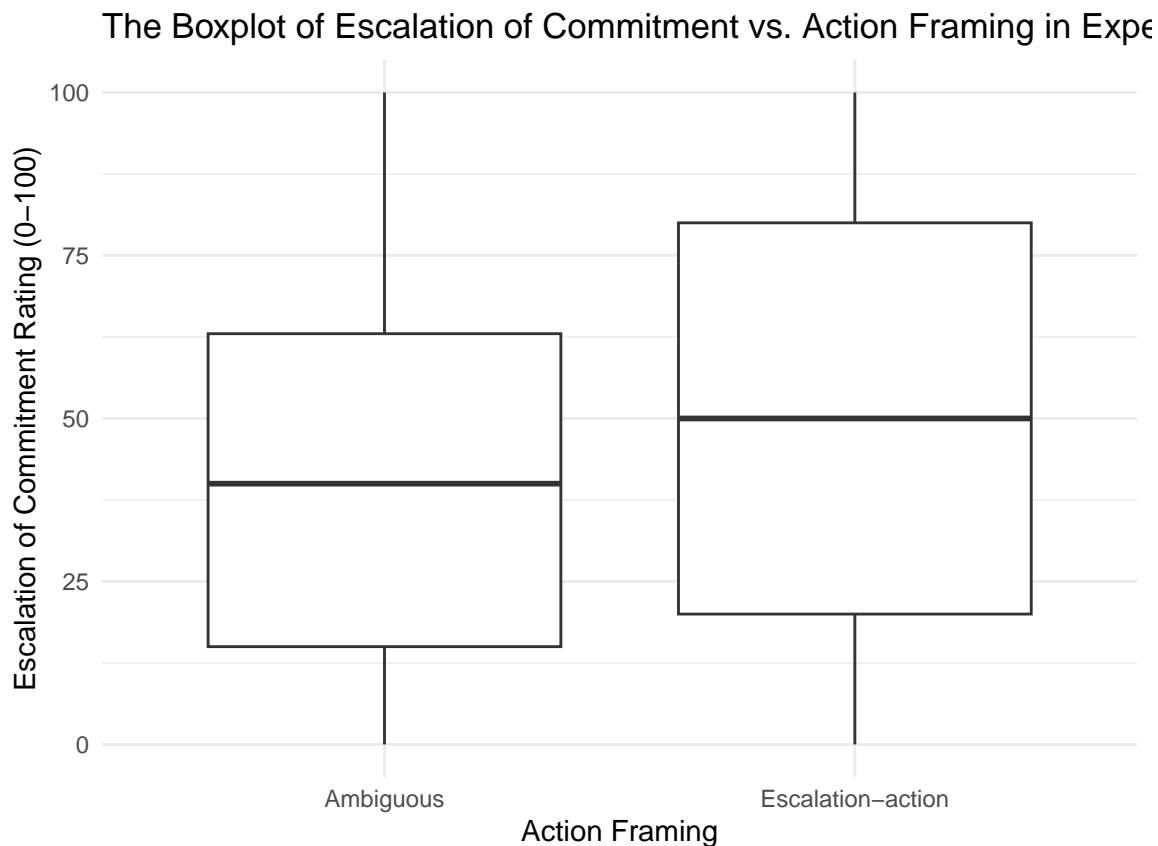 The Boxplot of Escalation of Commitment vs. Action Framing in Expe
Escalation of Commitment Rating (0−100)
100
75
50
25
0
Ambiguous
Escalation−action
Action Framing